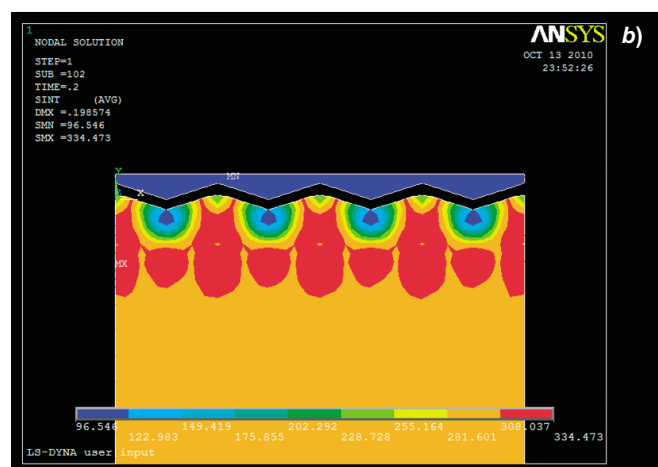 1
NODAL SOLUTION
STEP=1
SUB =102
TIME=.2
SINT (AVG)
DMX =.198574
SMN =96.546
SMX =334.473
ANSYS
b)
OCT 13 2010
23:52:26
Y
MN
X
MX
96.546 149.419 202.292 255.164 308.037
122.983 175.855 228.728 281.601 334.473
LS-DYNA user input